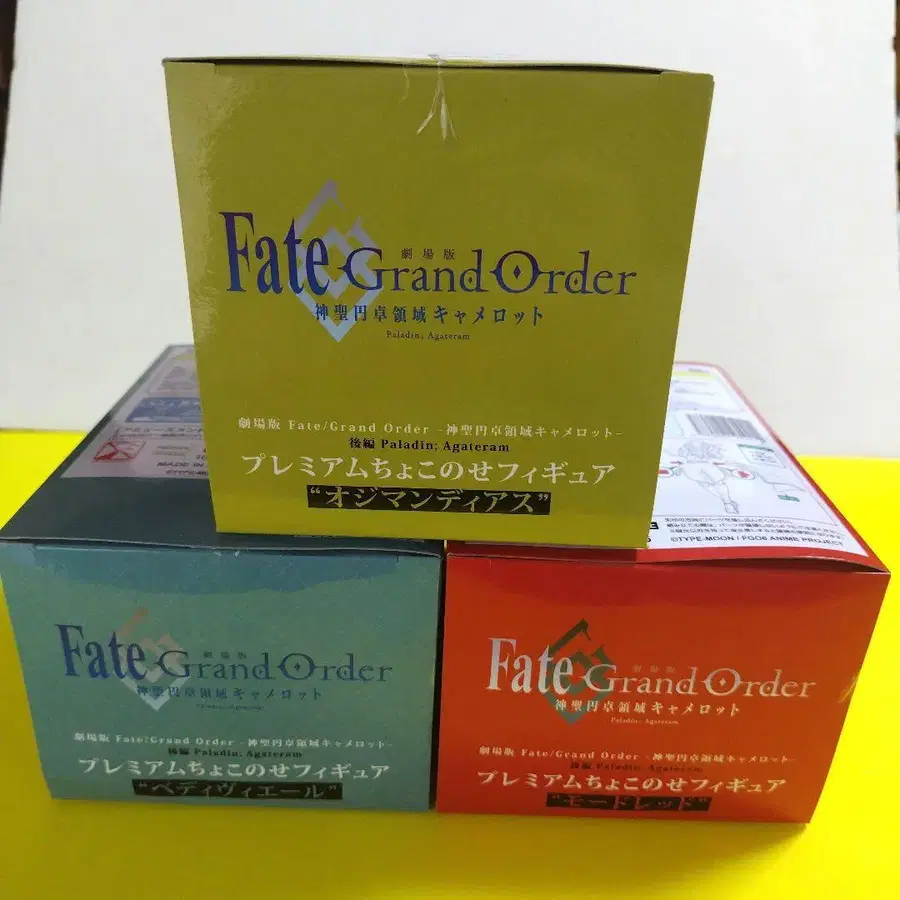 劇場版
Fate Grand Order
神聖円卓領域キャメロット
Paladin; Agateram
劇場版 Fate/Grand Order -神聖円卓領域キャメロット-
後編 Paladin; Agateram
プレミアムちょこのせフィギュア
“オジマンディアス”
MADE IN
©TYPE-MOON
劇場版
Fate Grand Order
神聖円卓領域キャメロット
Paladin; Agateram
劇場版 Fate/Grand Order -神聖円卓領域キャメロット-
後編 Paladin; Agateram
プレミアムちょこのせフィギュア
“ベディヴィエール”
©TYPE-MOON / FGO6 ANIME PROJECT
劇場版
Fate Grand Order
神聖円卓領域キャメロット
Paladin; Agateram
劇場版 Fate/Grand Order -神聖円卓領域キャメロット-
後編 Paladin; Agateram
プレミアムちょこのせフィギュア
“モードレッド”